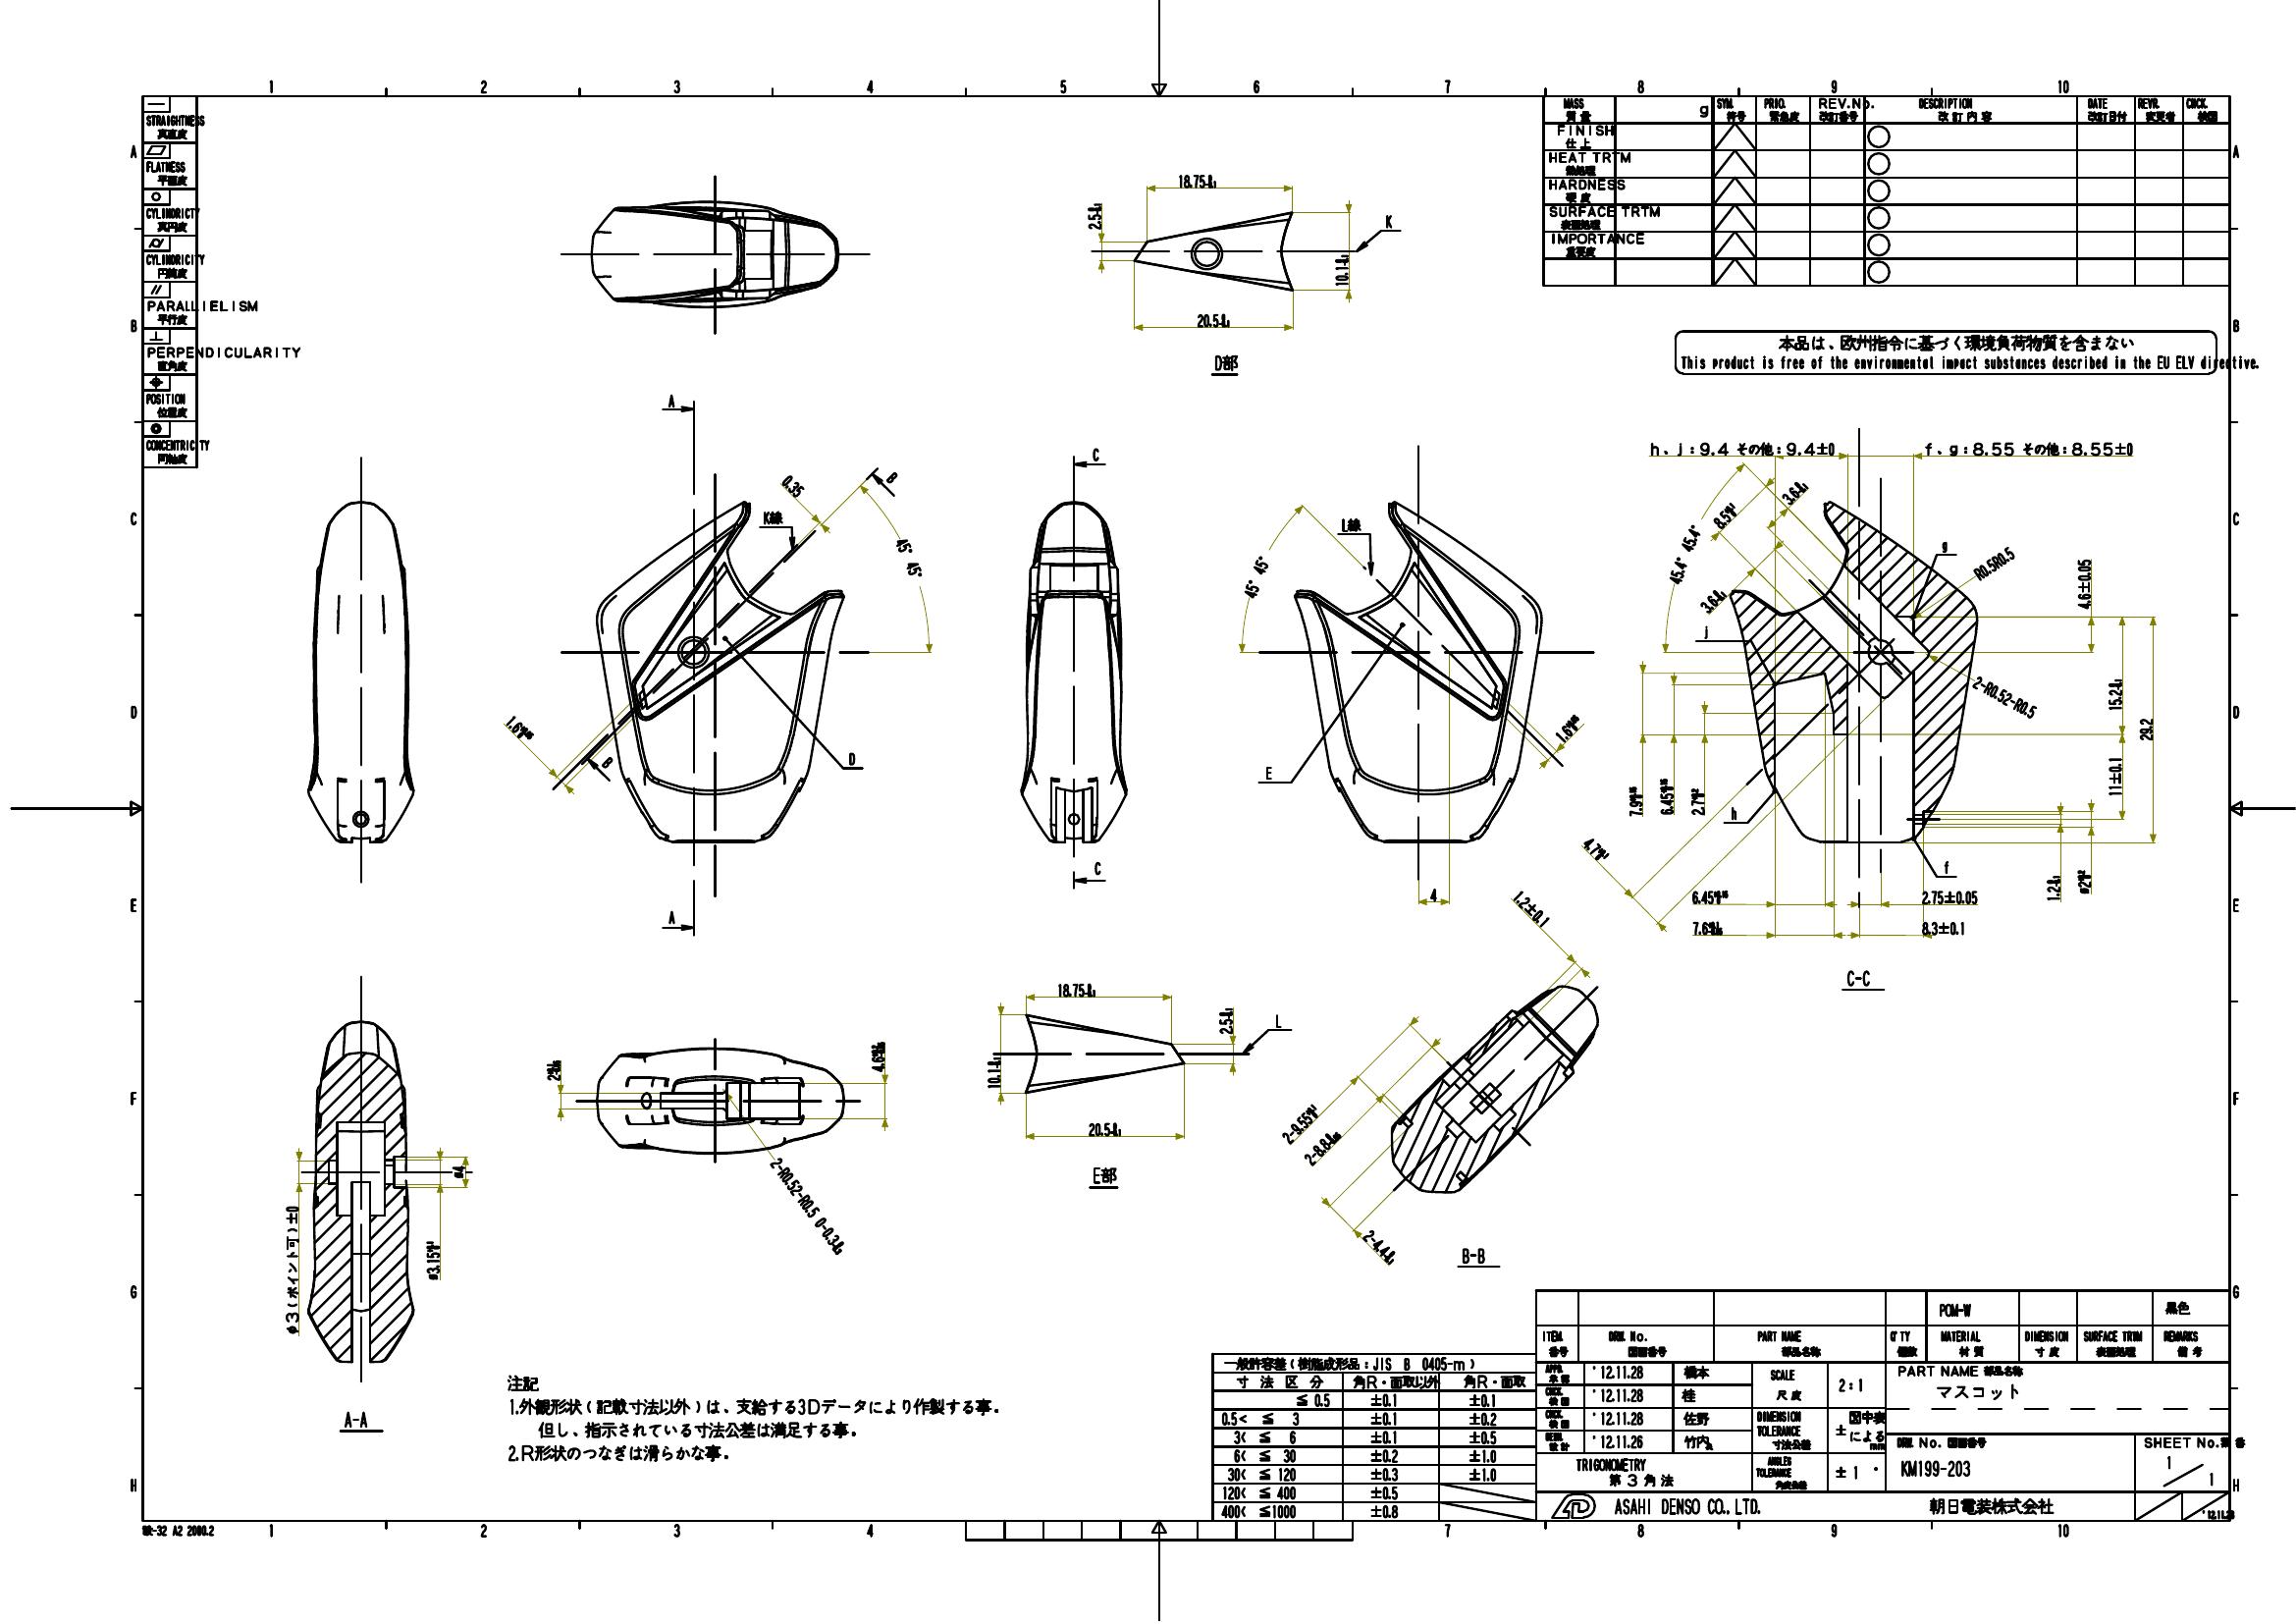 1 2 3 4 5 6 7 8 9 10
A B C D E F G H
STRAIGHTNESS
真直度
FLATNESS
平面度
CYLINDRICTY
真円度
CYLINDRICITY
円筒度
PARALLIELISM
平行度
PERPENDICULARITY
直角度
POSITION
位置度
CONCENTRICITY
同軸度
MASS
質量
g
SYM.
符号
PRIO.
緊急度
REV.No.
改訂番号
DESCRIPTION
改訂内容
DATE
改訂日付
REVR.
変更者
CHCK.
検図
FINISH
仕上
HEAT TRTM
熱処理
HARDNESS
硬度
SURFACE TRTM
表面処理
IMPORTANCE
重要度
本品は、欧州指令に基づく環境負荷物質を含まない
This product is free of the environmental impact substances described in the EU ELV directive.
18.75
2.5
K
10.1
20.5
D部
A
B
0.35
K線
45° 45°
1.6
B
D
A
C
C
L線
45° 45°
E
1.6
4
h、j:9.4 その他:9.4±0
f、g:8.55 その他:8.55±0
45.4° 45.4°
8.5
3.6
3.6
g
R0.5R0.5
j
4.6±0.05
2-R0.52-R0.5
15.2
29.2
11±0.1
7.9
6.45
2.7
h
f
4.7
6.45
7.6
2.75±0.05
8.3±0.1
1.2
ø2
C-C
ø3(ポイント可)±0
ø3.15
ø4
A-A
2
4.6
2-R0.52-R0.5 0-0.3
18.75
2.5
L
10.1
20.5
E部
1.2±0.1
2-9.55
2-8.8
2-4.4
B-B
注記
1.外観形状(記載寸法以外)は、支給する3Dデータにより作製する事。
但し、指示されている寸法公差は満足する事。
2.R形状のつなぎは滑らかな事。
一般許容差(樹脂成形品:JIS B 0405-m)
寸法区分 角R・面取以外 角R・面取
≦ 0.5 ±0.1 ±0.1
0.5< ≦ 3 ±0.1 ±0.2
3< ≦ 6 ±0.1 ±0.5
6< ≦ 30 ±0.2 ±1.0
30< ≦ 120 ±0.3 ±1.0
120< ≦ 400 ±0.5
400< ≦1000 ±0.8
POM-W 黒色
ITEM. DRW. No. PART NAME Q'TY MATERIAL DIMENSION SURFACE TRTM REMARKS
番号 図面番号 部品名称 個数 材質 寸度 表面処理 備考
APPR. 承認 '12.11.28 橋本
CHCK. 検図 '12.11.28 桂
CHCK. 検図 '12.11.28 佐野
DESN. 設計 '12.11.26 竹内
SCALE
尺度
2:1
DIMENSION
TOLERANCE
寸法公差
± 図中表による
mm
TRIGONOMETRY
第3角法
ANGLES
TOLERANCE
角度公差
±1°
PART NAME 部品名称
マスコット
DRW. No. 図面番号
KM199-203
SHEET No.
1/1
ASAHI DENSO CO., LTD.
朝日電装株式会社
'12.11.28
SR-32 A2 2000.2
1 2 3 4 7 8 9 10